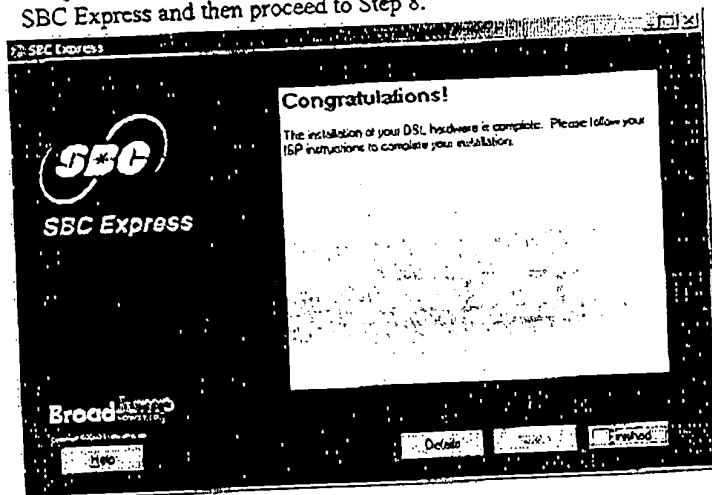 SBC Express and then proceed to Step 8.
SBC Express
Congratulations!
The installation of your DSL hardware is complete. Please follow your
ISP instructions to complete your installation.
SBC
SBC Express
Broad
Help
Details
Finished